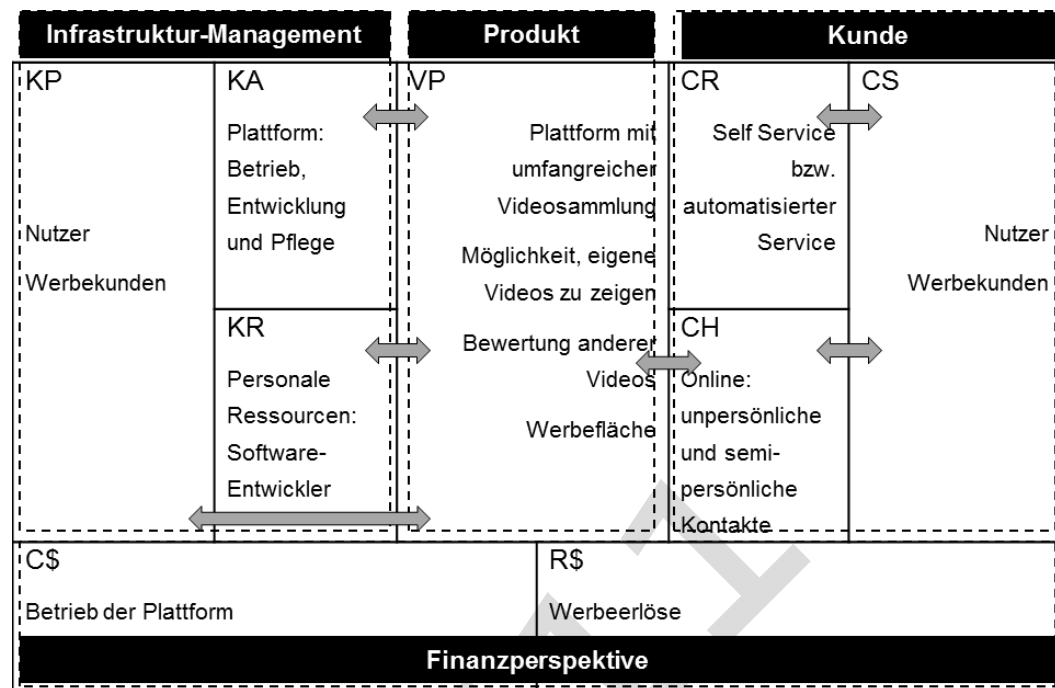 Infrastruktur-Management
Produkt
Kunde
KP
Nutzer
Werbekunden
KA
Plattform:
Betrieb,
Entwicklung
und Pflege
KR
Personale
Ressourcen:
Software-
Entwickler
VP
Plattform mit
umfangreicher
Videosammlung
Möglichkeit, eigene
Videos zu zeigen
Bewertung anderer
Videos
Werbefläche
CR
Self Service
bzw.
automatisierter
Service
CH
Online:
unpersönliche
und semi-
persönliche
Kontakte
CS
Nutzer
Werbekunden
C$
Betrieb der Plattform
R$
Werbeerlöse
Finanzperspektive